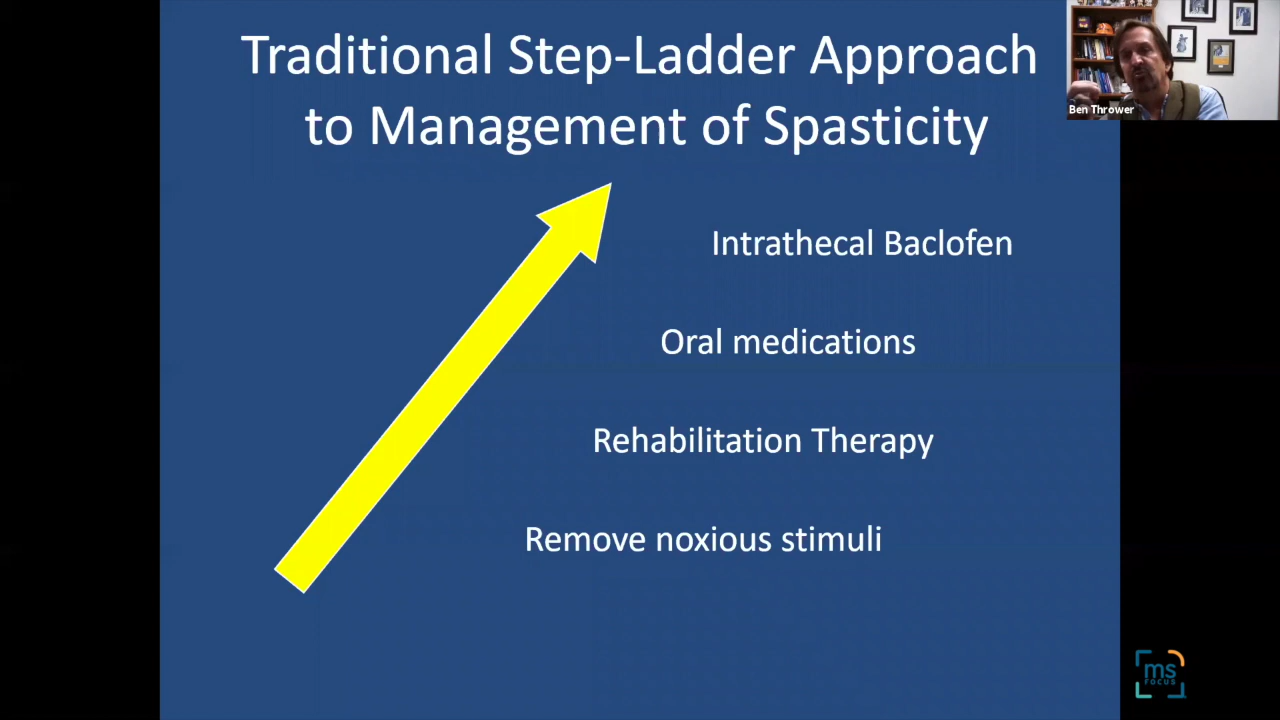 Traditional Step-Ladder Approach
to Management of Spasticity
Ben Thrower
Intrathecal Baclofen
Oral medications
Rehabilitation Therapy
Remove noxious stimuli
ms
FOCUS